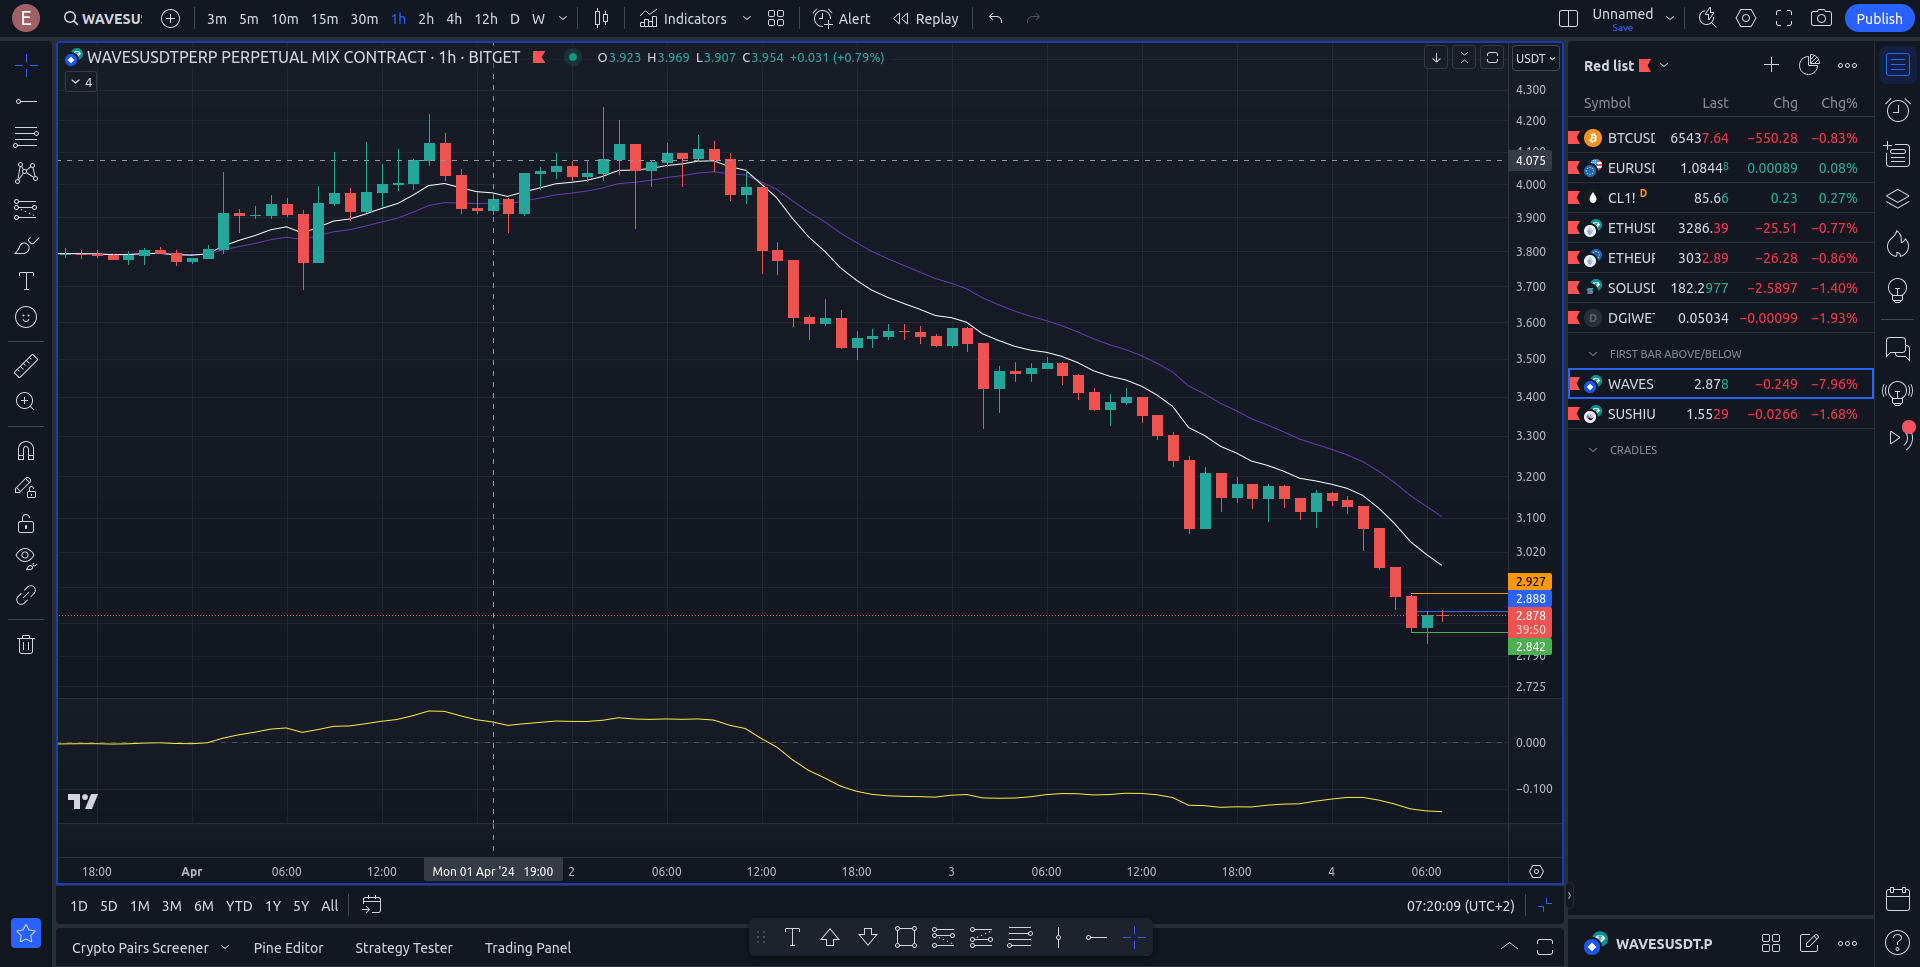 E
WAVESU
3m 5m 10m 15m 30m 1h 2h 4h 12h D W
Indicators
Alert
Replay
Unnamed
Save
Publish
WAVESUSDTPERP PERPETUAL MIX CONTRACT · 1h · BITGET
O3.923 H3.969 L3.907 C3.954 +0.031 (+0.79%)
4
USDT
4.300
4.200
4.075
4.000
3.900
3.800
3.700
3.600
3.500
3.400
3.300
3.200
3.100
3.020
2.927
2.888
2.878
39:50
2.842
2.790
2.725
0.000
−0.100
18:00 Apr 06:00 12:00 Mon 01 Apr '24 19:00 2 06:00 12:00 18:00 3 06:00 12:00 18:00 4 06:00
1D 5D 1M 3M 6M YTD 1Y 5Y All
07:20:09 (UTC+2)
Crypto Pairs Screener Pine Editor Strategy Tester Trading Panel
Red list
Symbol Last Chg Chg%
BTCUSD 65437.64 −550.28 −0.83%
EURUSD 1.08448 0.00089 0.08%
CL1! D 85.66 0.23 0.27%
ETHUSD 3286.39 −25.51 −0.77%
ETHEUR 3032.89 −26.28 −0.86%
SOLUSD 182.2977 −2.5897 −1.40%
D DGIWE 0.05034 −0.00099 −1.93%
FIRST BAR ABOVE/BELOW
WAVES 2.878 −0.249 −7.96%
SUSHIU 1.5529 −0.0266 −1.68%
CRADLES
WAVESUSDT.P